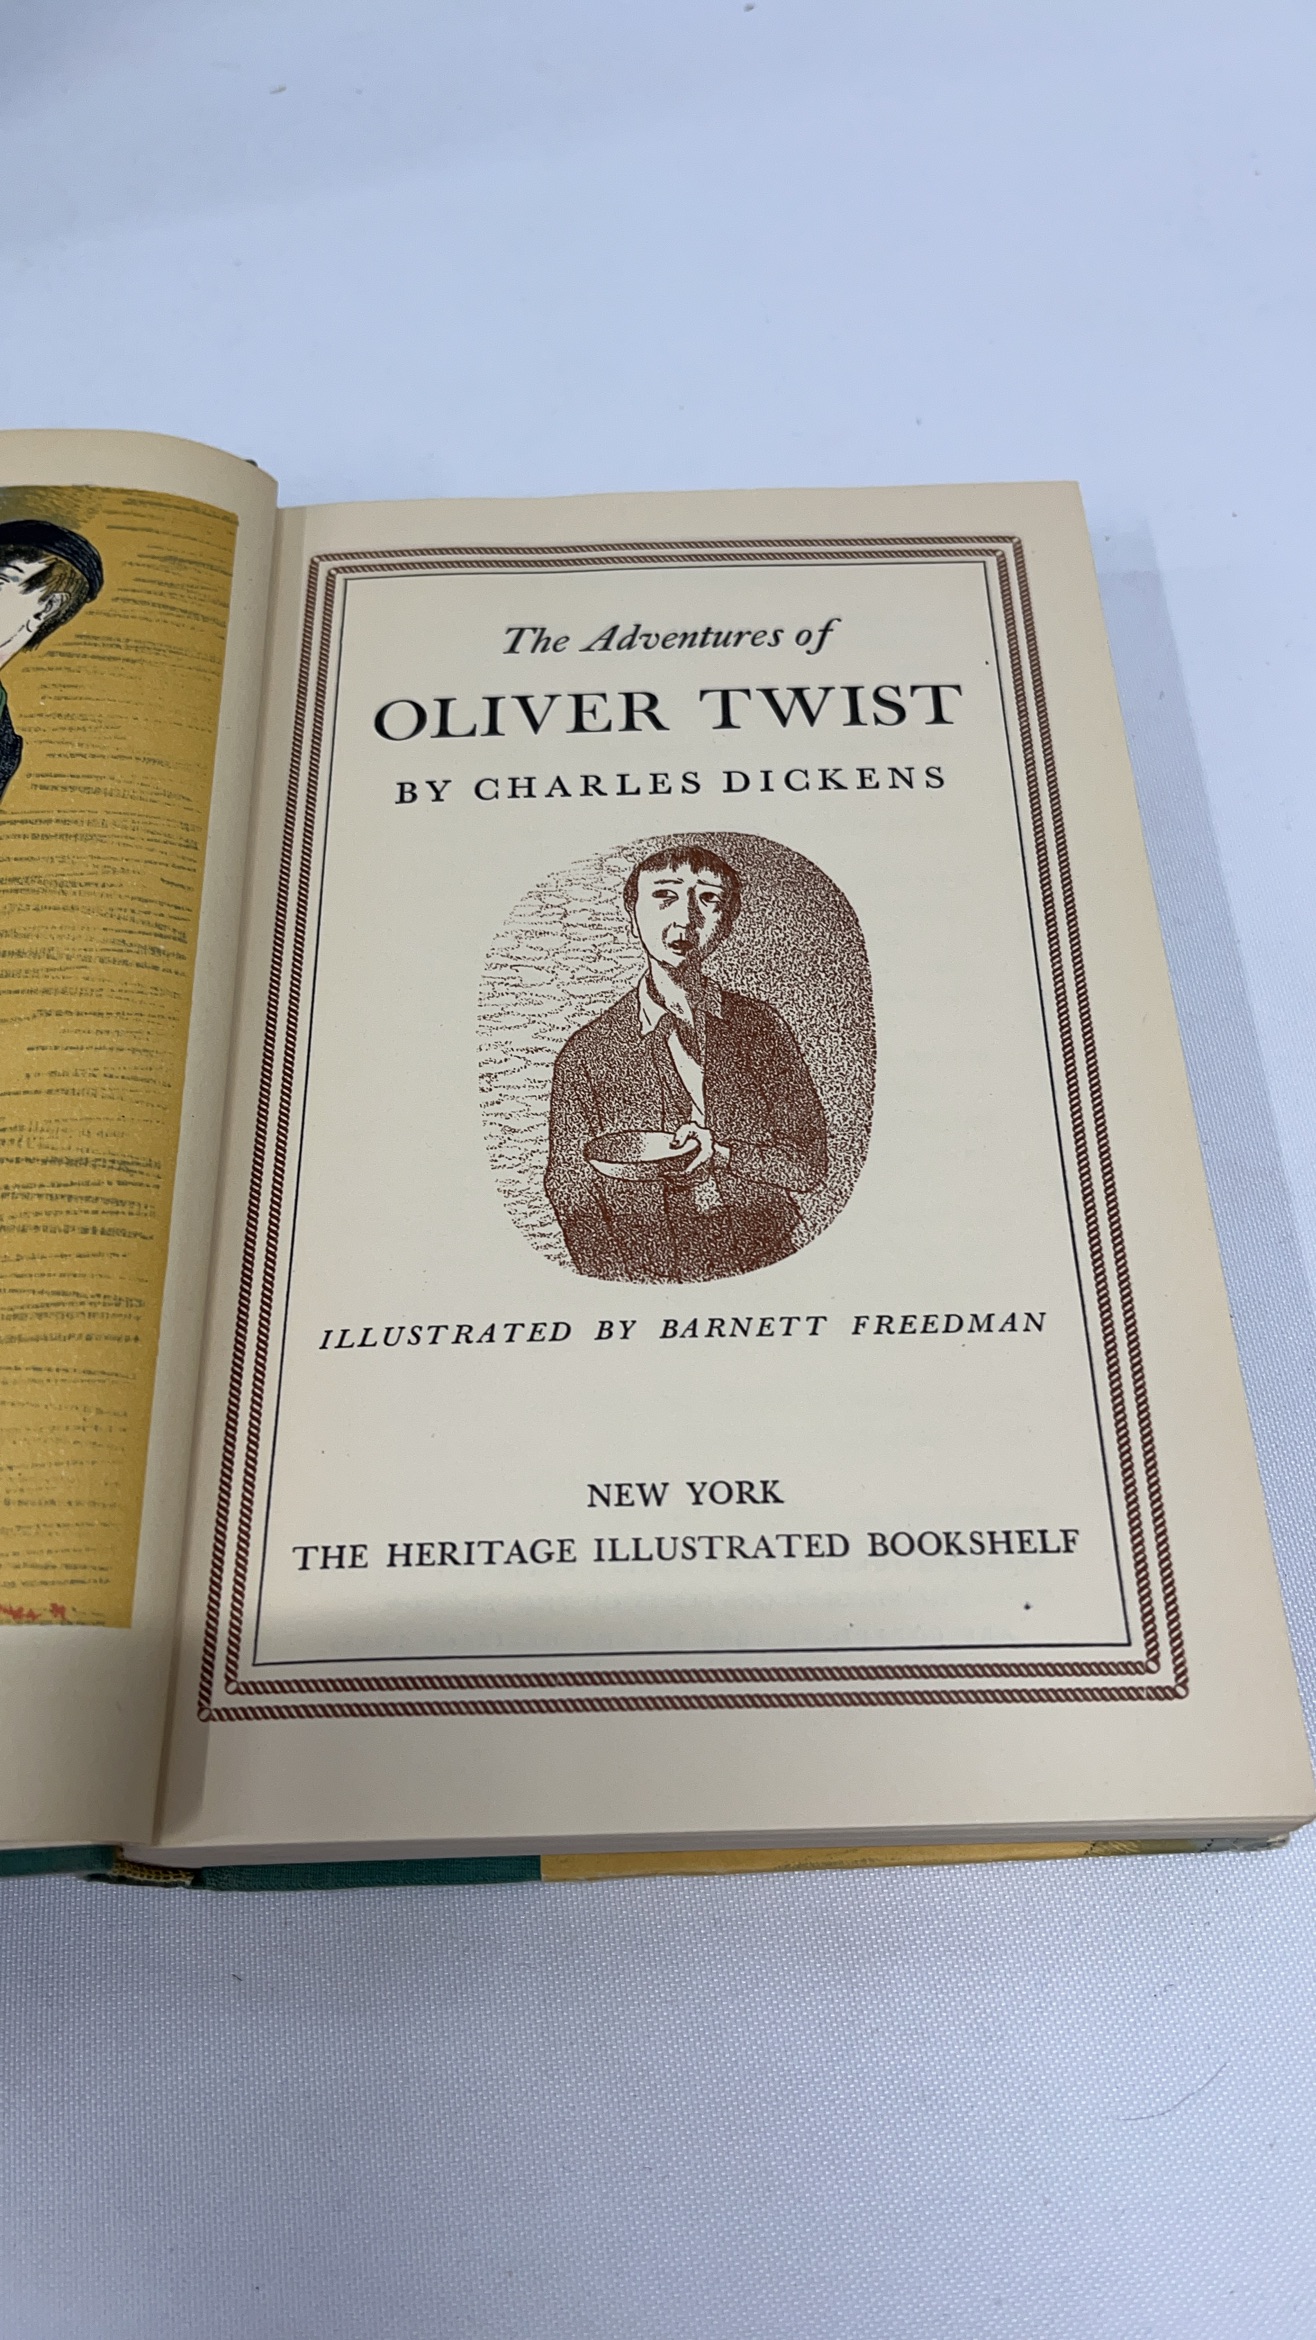 The Adventures of
OLIVER TWIST
BY CHARLES DICKENS
ILLUSTRATED BY BARNETT FREEDMAN
NEW YORK
THE HERITAGE ILLUSTRATED BOOKSHELF